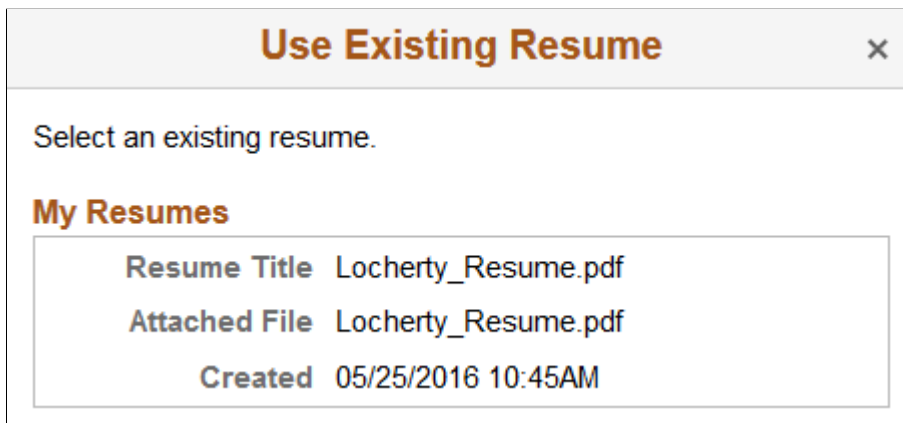 Use Existing Resume ×
Select an existing resume.
My Resumes
Resume Title Locherty_Resume.pdf
Attached File Locherty_Resume.pdf
Created 05/25/2016 10:45AM